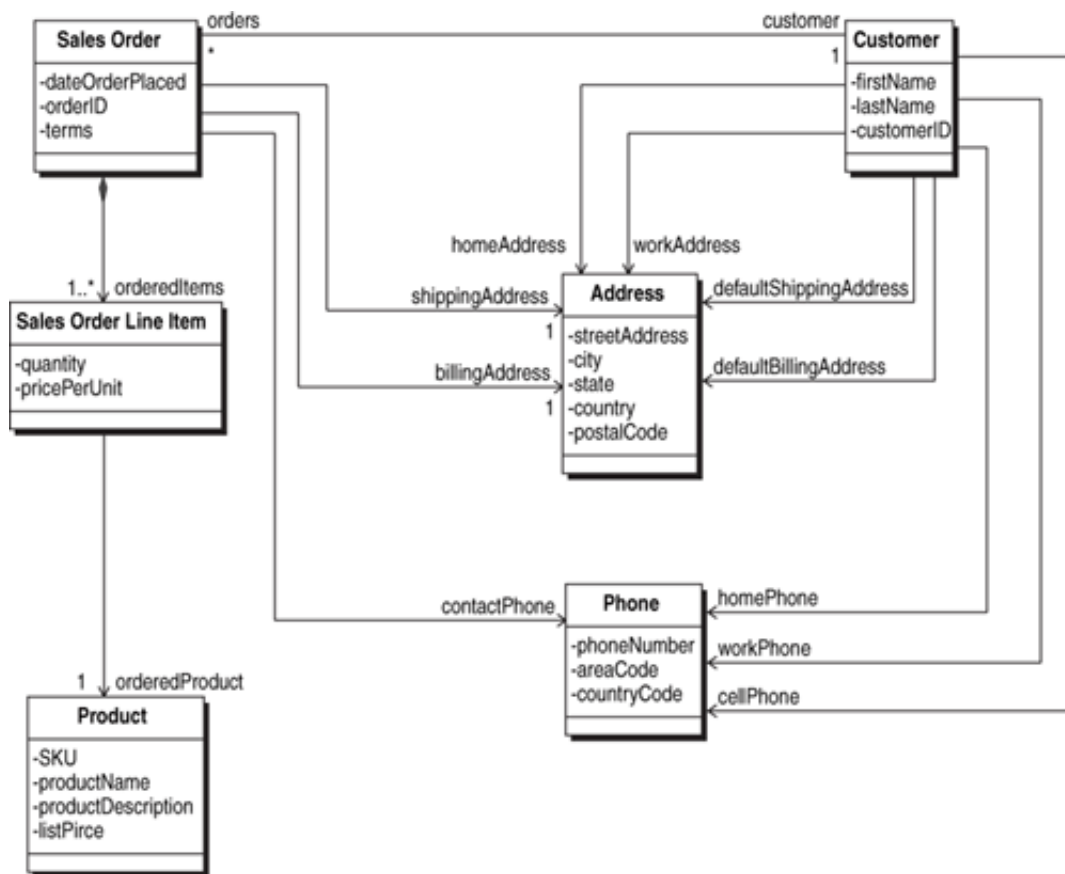 orders
customer
Sales Order
*
1
Customer
-dateOrderPlaced
-orderID
-terms
-firstName
-lastName
-customerID
homeAddress
workAddress
1..*
orderedItems
shippingAddress
1
Address
defaultShippingAddress
Sales Order Line Item
-quantity
-pricePerUnit
-streetAddress
-city
-state
-country
-postalCode
billingAddress
1
defaultBillingAddress
contactPhone
Phone
homePhone
-phoneNumber
-areaCode
-countryCode
workPhone
cellPhone
1
orderedProduct
Product
-SKU
-productName
-productDescription
-listPirce